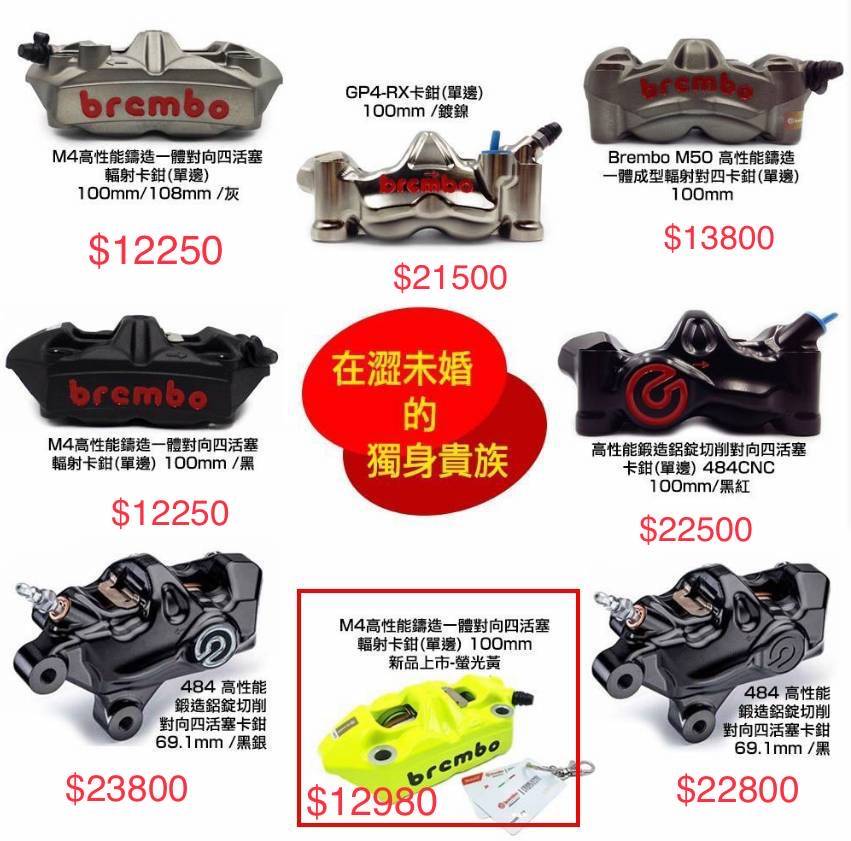 brembo
M4高性能鑄造一體對向四活塞
輻射卡鉗(單邊)
100mm/108mm /灰
$12250
GP4-RX卡鉗(單邊)
100mm /鍍鎳
brembo
$21500
brembo
Brembo M50 高性能鑄造
一體成型輻射對四卡鉗(單邊)
100mm
$13800
brembo
M4高性能鑄造一體對向四活塞
輻射卡鉗(單邊) 100mm /黑
$12250
在澀未婚
的
獨身貴族
高性能鍛造鋁錠切削對向四活塞
卡鉗(單邊) 484CNC
100mm/黑紅
$22500
484 高性能
鍛造鋁錠切削
對向四活塞卡鉗
69.1mm /黑銀
$23800
M4高性能鑄造一體對向四活塞
輻射卡鉗(單邊) 100mm
新品上市-螢光黃
brembo
$12980
484 高性能
鍛造鋁錠切削
對向四活塞卡鉗
69.1mm /黑
$22800